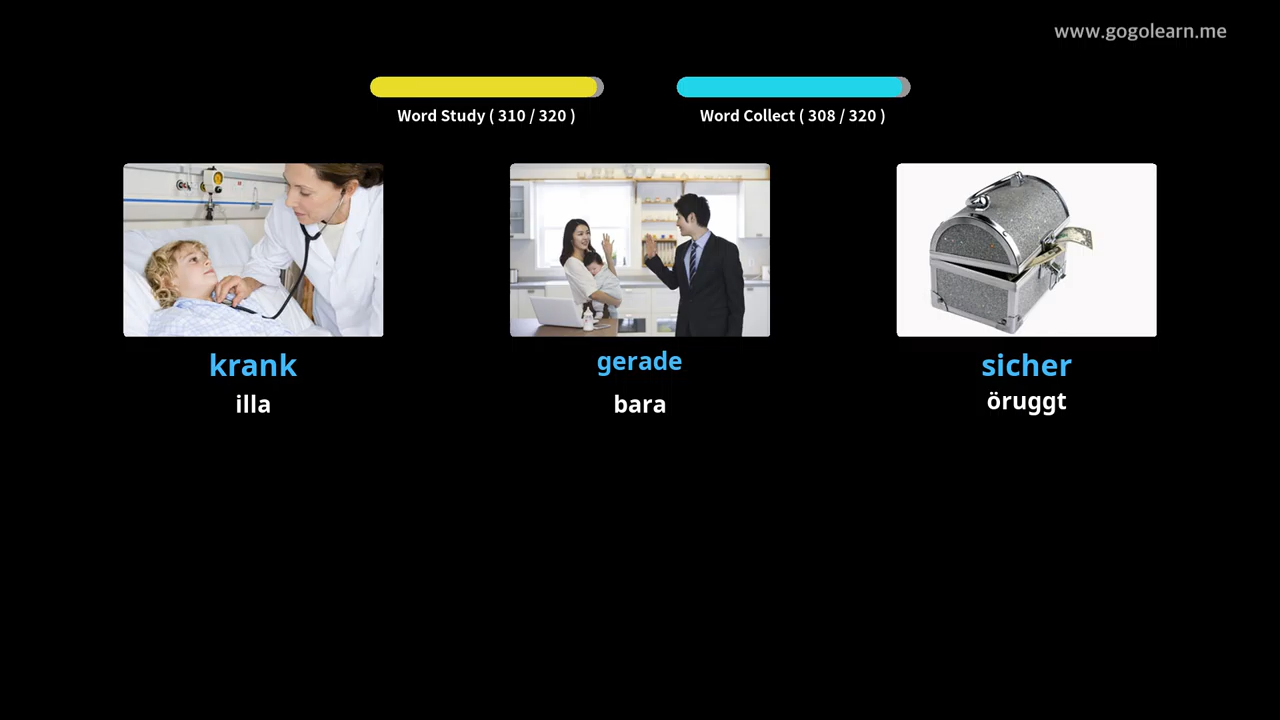 www.gogolearn.me
Word Study ( 310 / 320 )
Word Collect ( 308 / 320 )
krank
gerade
sicher
illa
bara
öruggt